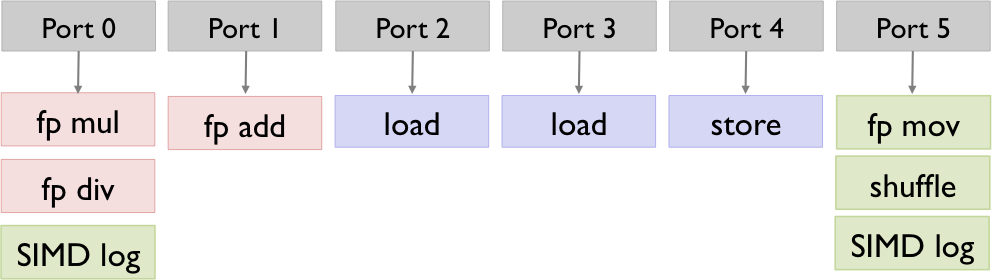 Port 0
Port 1
Port 2
Port 3
Port 4
Port 5
fp mul
fp add
load
load
store
fp mov
fp div
shuffle
SIMD log
SIMD log